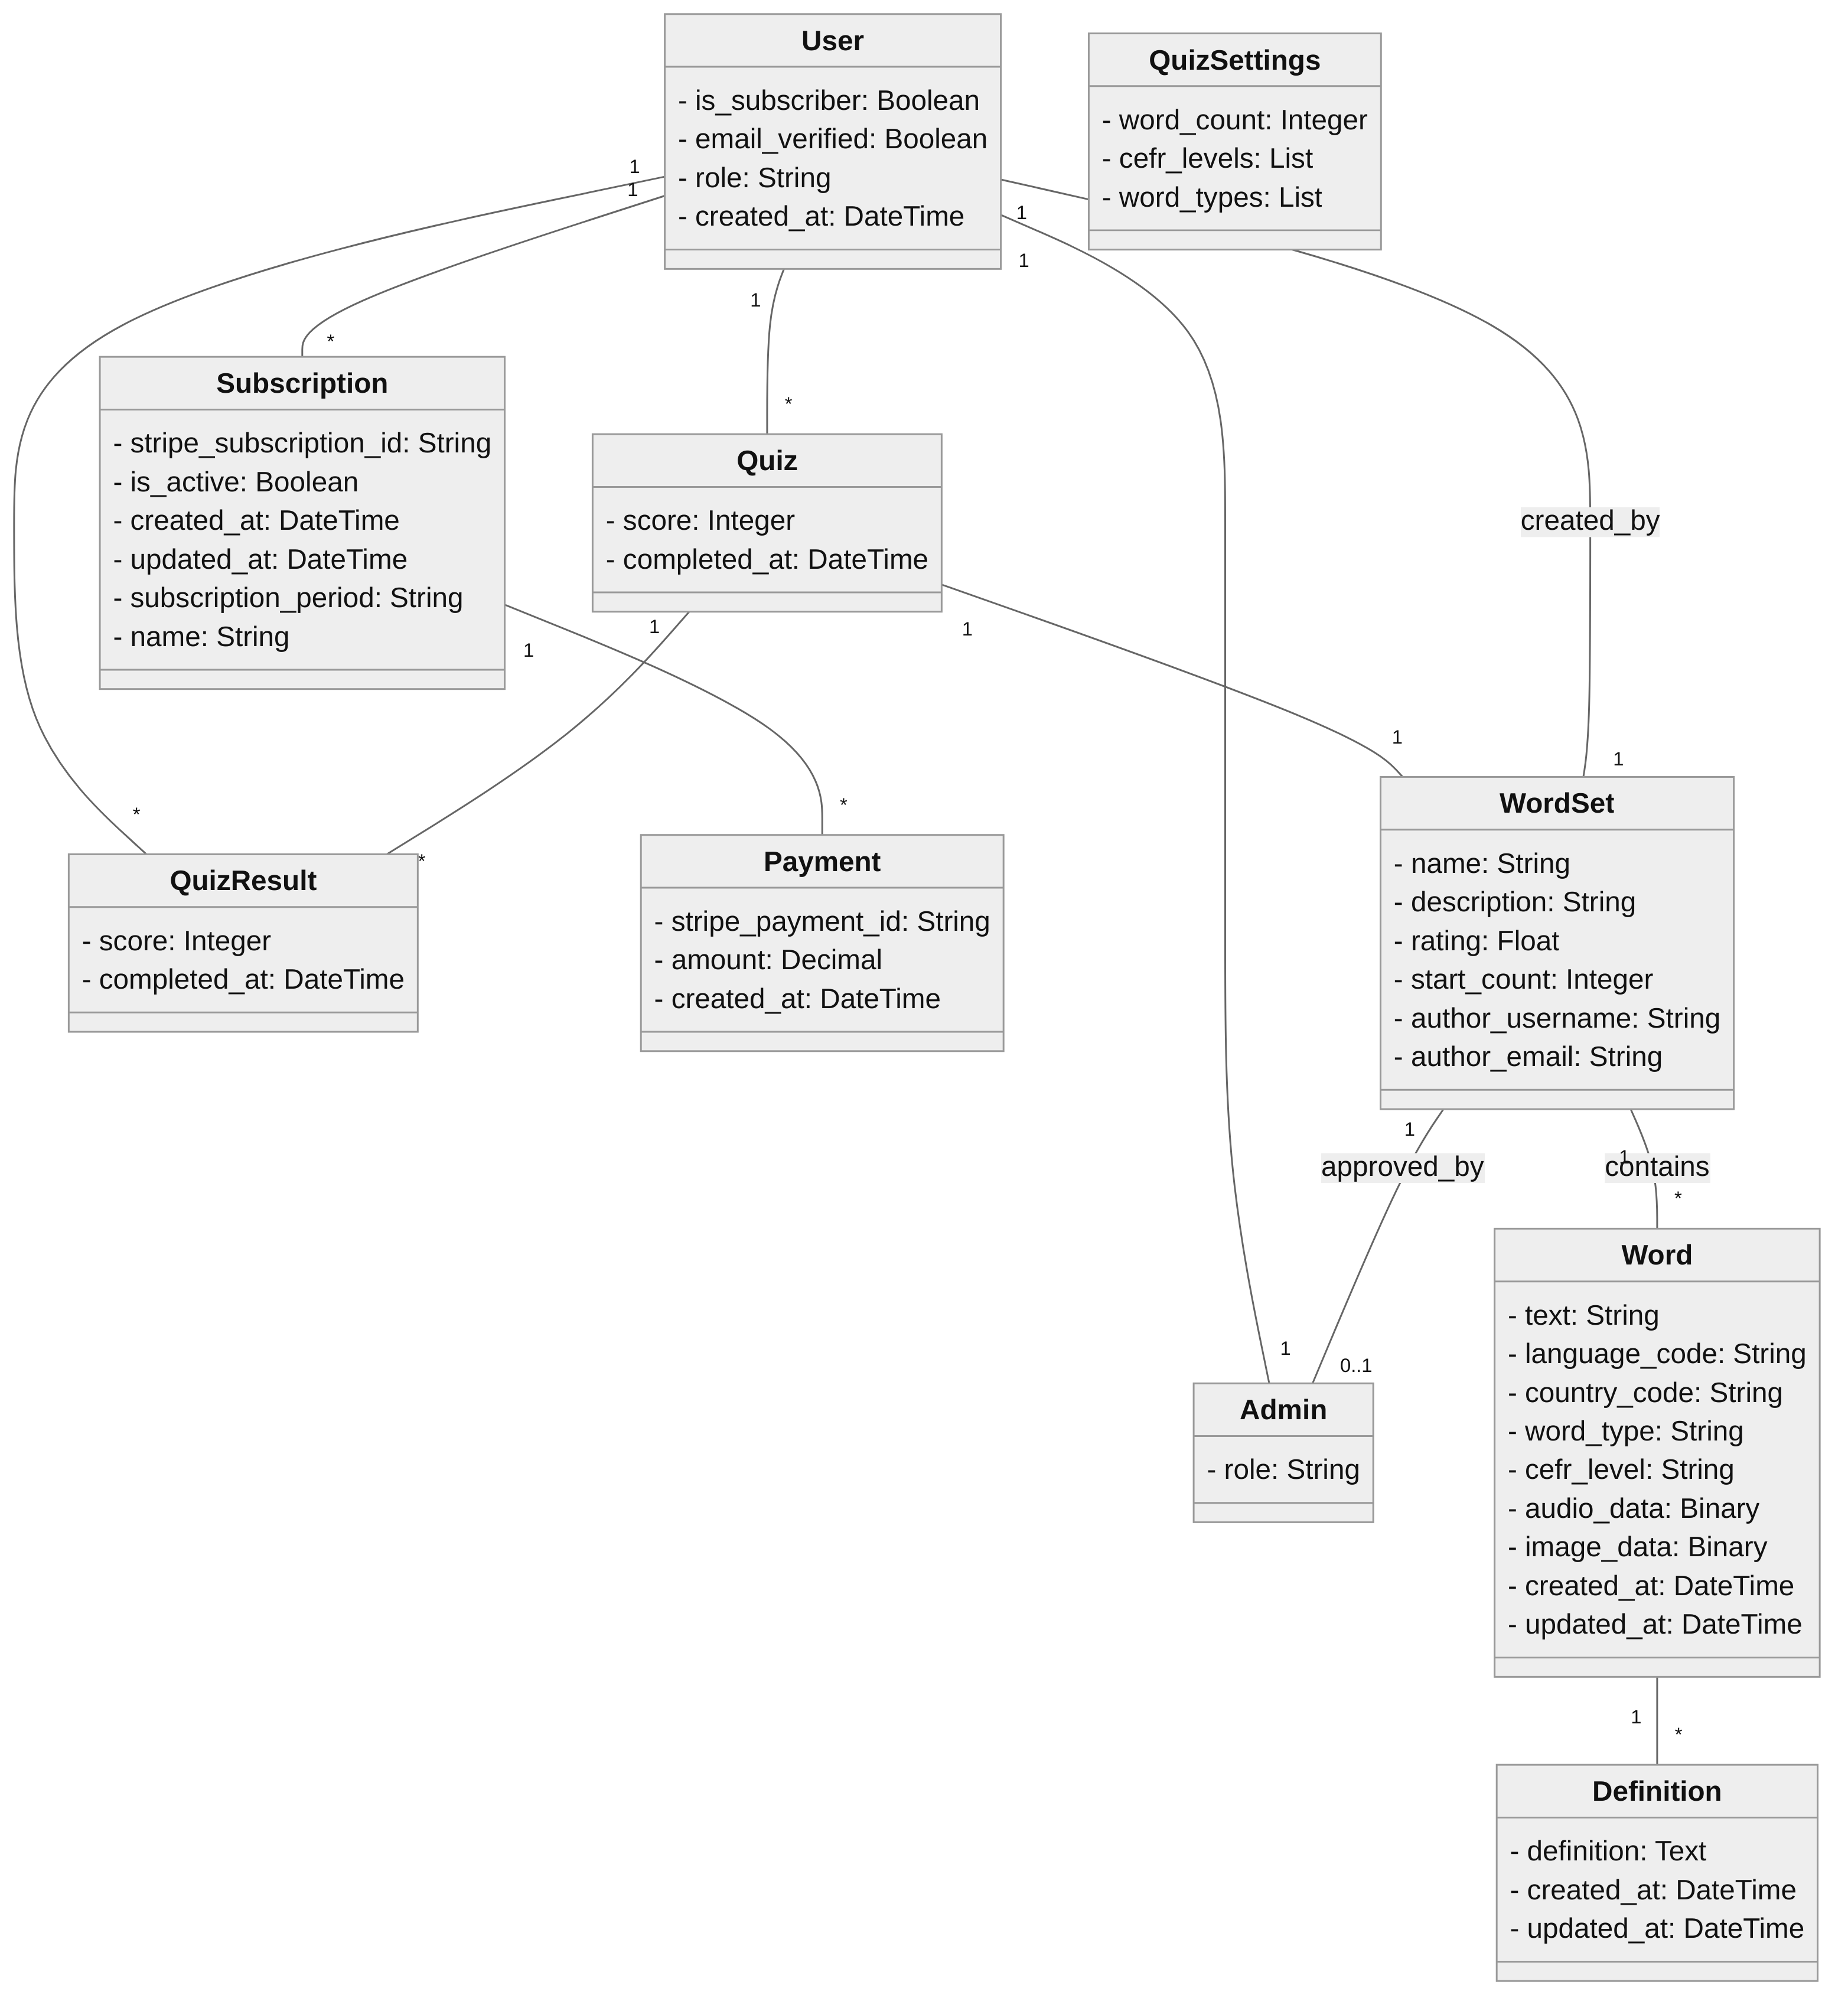 User
- is_subscriber: Boolean
- email_verified: Boolean
- role: String
- created_at: DateTime
QuizSettings
- word_count: Integer
- cefr_levels: List
- word_types: List
1
1
1
1
1
*
*
Subscription
- stripe_subscription_id: String
- is_active: Boolean
- created_at: DateTime
- updated_at: DateTime
- subscription_period: String
- name: String
Quiz
- score: Integer
- completed_at: DateTime
created_by
1
1
1
1
1
*
*
*
QuizResult
- score: Integer
- completed_at: DateTime
Payment
- stripe_payment_id: String
- amount: Decimal
- created_at: DateTime
WordSet
- name: String
- description: String
- rating: Float
- start_count: Integer
- author_username: String
- author_email: String
1
approved_by
1
contains
*
1
0..1
Admin
- role: String
Word
- text: String
- language_code: String
- country_code: String
- word_type: String
- cefr_level: String
- audio_data: Binary
- image_data: Binary
- created_at: DateTime
- updated_at: DateTime
1
*
Definition
- definition: Text
- created_at: DateTime
- updated_at: DateTime